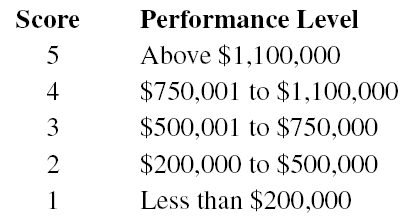 Score Performance Level
5 Above $1,100,000
4 $750,001 to $1,100,000
3 $500,001 to $750,000
2 $200,000 to $500,000
1 Less than $200,000